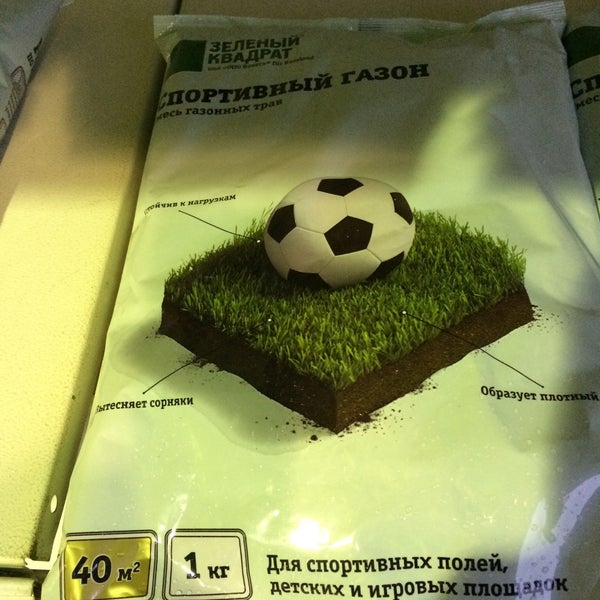 ЗЕЛЕНЫЙ
КВАДРАТ
СПОРТИВНЫЙ ГАЗОН
смесь газонных трав
Устойчив к нагрузкам
Вытесняет сорняки
Образует плотный
40 м²
1 кг
Для спортивных полей,
детских и игровых площадок